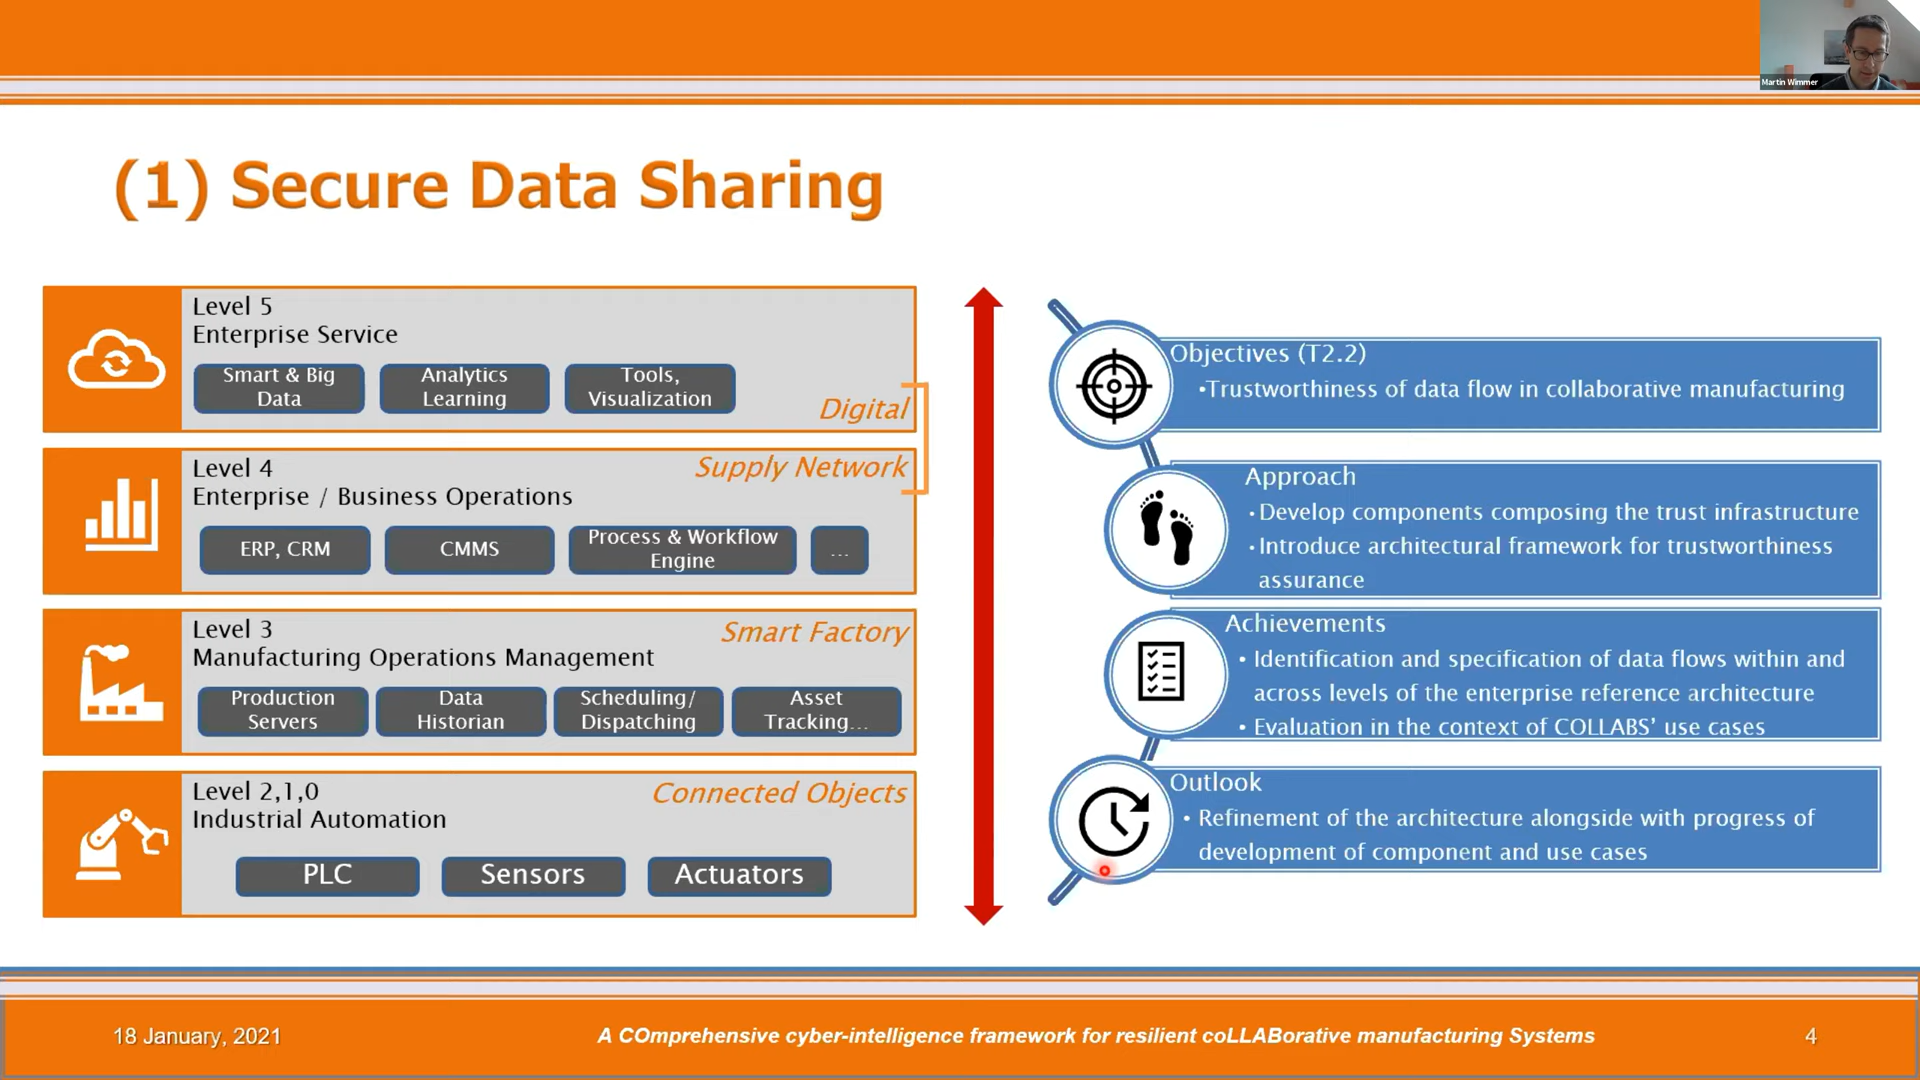 Martin Wimmer
(1) Secure Data Sharing
Level 5
Enterprise Service
Smart & Big
Data
Analytics
Learning
Tools,
Visualization
Digital
Level 4
Supply Network
Enterprise / Business Operations
ERP, CRM
CMMS
Process & Workflow
Engine
...
Level 3
Smart Factory
Manufacturing Operations Management
Production
Servers
Data
Historian
Scheduling/
Dispatching
Asset
Tracking...
Level 2,1,0
Connected Objects
Industrial Automation
PLC
Sensors
Actuators
Objectives (T2.2)
•Trustworthiness of data flow in collaborative manufacturing
Approach
•Develop components composing the trust infrastructure
•Introduce architectural framework for trustworthiness
assurance
Achievements
• Identification and specification of data flows within and
across levels of the enterprise reference architecture
• Evaluation in the context of COLLABS’ use cases
Outlook
• Refinement of the architecture alongside with progress of
development of component and use cases
18 January, 2021
A COmprehensive cyber-intelligence framework for resilient coLLABorative manufacturing Systems
4